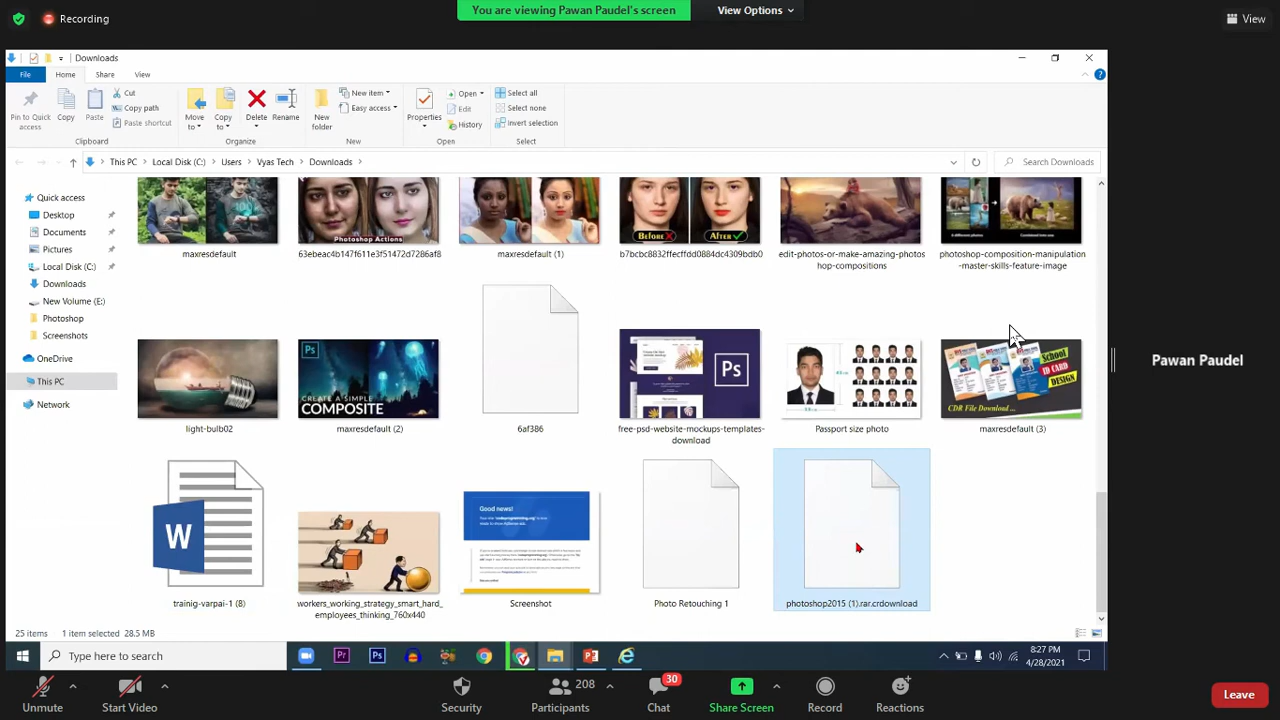 Recording
You are viewing Pawan Paudel's screen
View Options
View
Downloads
File
Home
Share
View
Pin to Quick access
Copy
Paste
Cut
Copy path
Paste shortcut
Clipboard
Move to
Copy to
Delete
Rename
Organize
New folder
New item
Easy access
New
Properties
Open
Edit
History
Open
Select all
Select none
Invert selection
Select
This PC
Local Disk (C:)
Users
Vyas Tech
Downloads
Search Downloads
Quick access
Desktop
Documents
Pictures
Local Disk (C:)
Downloads
New Volume (E:)
Photoshop
Screenshots
OneDrive
This PC
Network
Photoshop Actions
BEFORE
AFTER
maxresdefault
63ebeac4b147f611e3f51472d7286af8
maxresdefault (1)
b7bcbc8832ffecffdd0884dc4309bdb0
edit-photos-or-make-amazing-photos
hop-compositions
photoshop-composition-manipulation
-master-skills-feature-image
Ps
CREATE A SIMPLE
COMPOSITE
Ps
School
ID CARD
DESIGN
CDR File Download ...
light-bulb02
maxresdefault (2)
6af386
free-psd-website-mockups-templates-
download
Passport size photo
maxresdefault (3)
Pawan Paudel
W
Good news!
trainig-varpai-1 (8)
workers_working_strategy_smart_hard_
employees_thinking_760x440
Screenshot
Photo Retouching 1
photoshop2015 (1).rar.crdownload
25 items
1 item selected 28.5 MB
Type here to search
Pr
Ps
8:27 PM
4/28/2021
Unmute
Start Video
Security
Participants
208
Chat
30
Share Screen
Record
Reactions
Leave